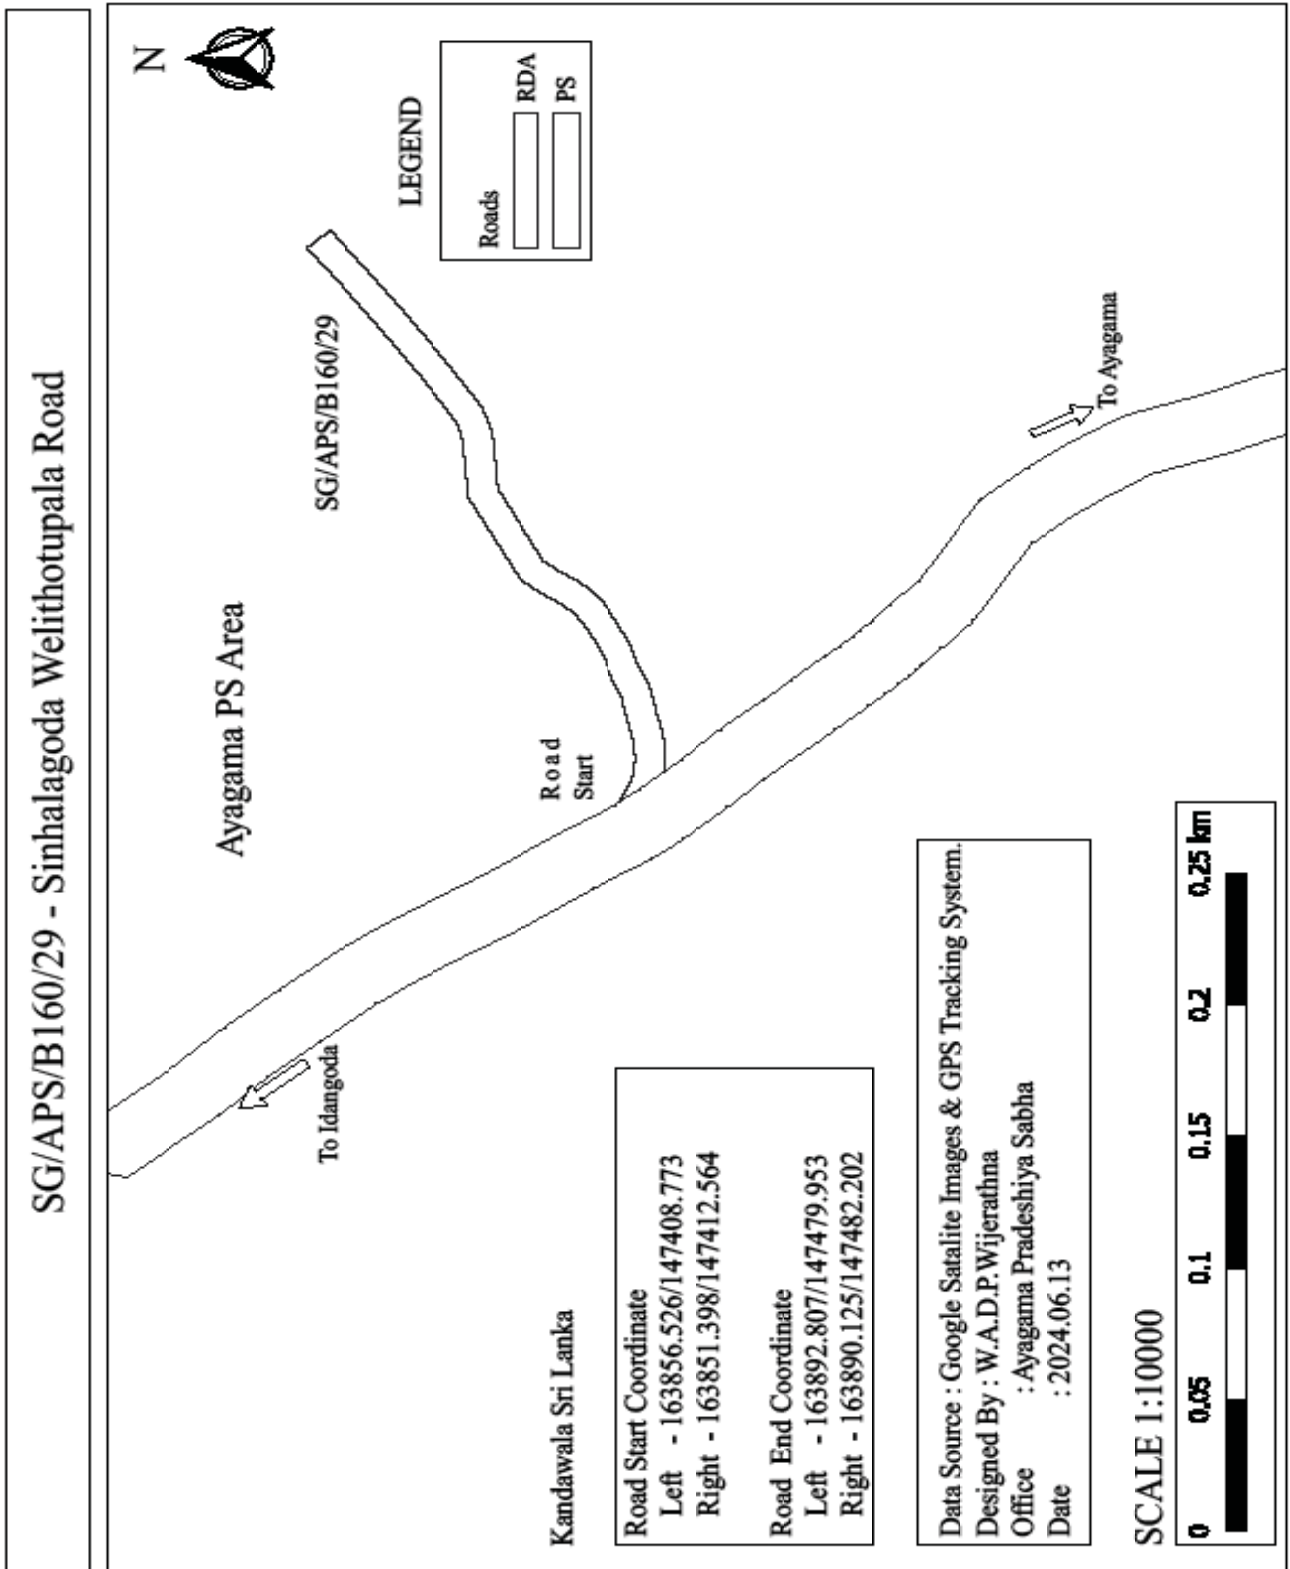 SG/APS/B160/29 - Sinhalagoda Welithotupala Road
N
Ayagama PS Area
LEGEND
Roads
RDA
PS
SG/APS/B160/29
Road
Start
To Idangoda
To Ayagama
Kandawala Sri Lanka
Road Start Coordinate
Left - 163856.526/147408.773
Right - 163851.398/147412.564
Road End Coordinate
Left - 163892.807/147479.953
Right - 163890.125/147482.202
Data Source : Google Satalite Images & GPS Tracking System.
Designed By : W.A.D.P.Wijerathna
Office : Ayagama Pradeshiya Sabha
Date : 2024.06.13
SCALE 1:10000
0 0.05 0.1 0.15 0.2 0.25 km